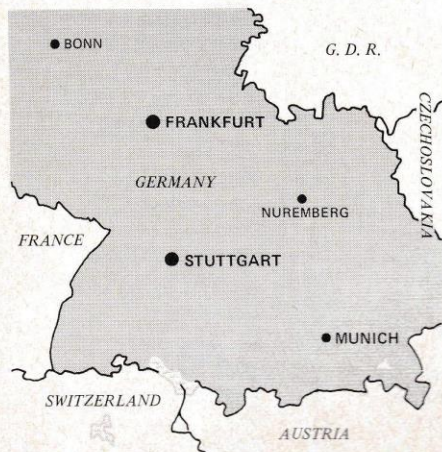 BONN
G. D. R.
FRANKFURT
CZECHOSLOVAKIA
GERMANY
NUREMBERG
FRANCE
STUTTGART
MUNICH
SWITZERLAND
AUSTRIA